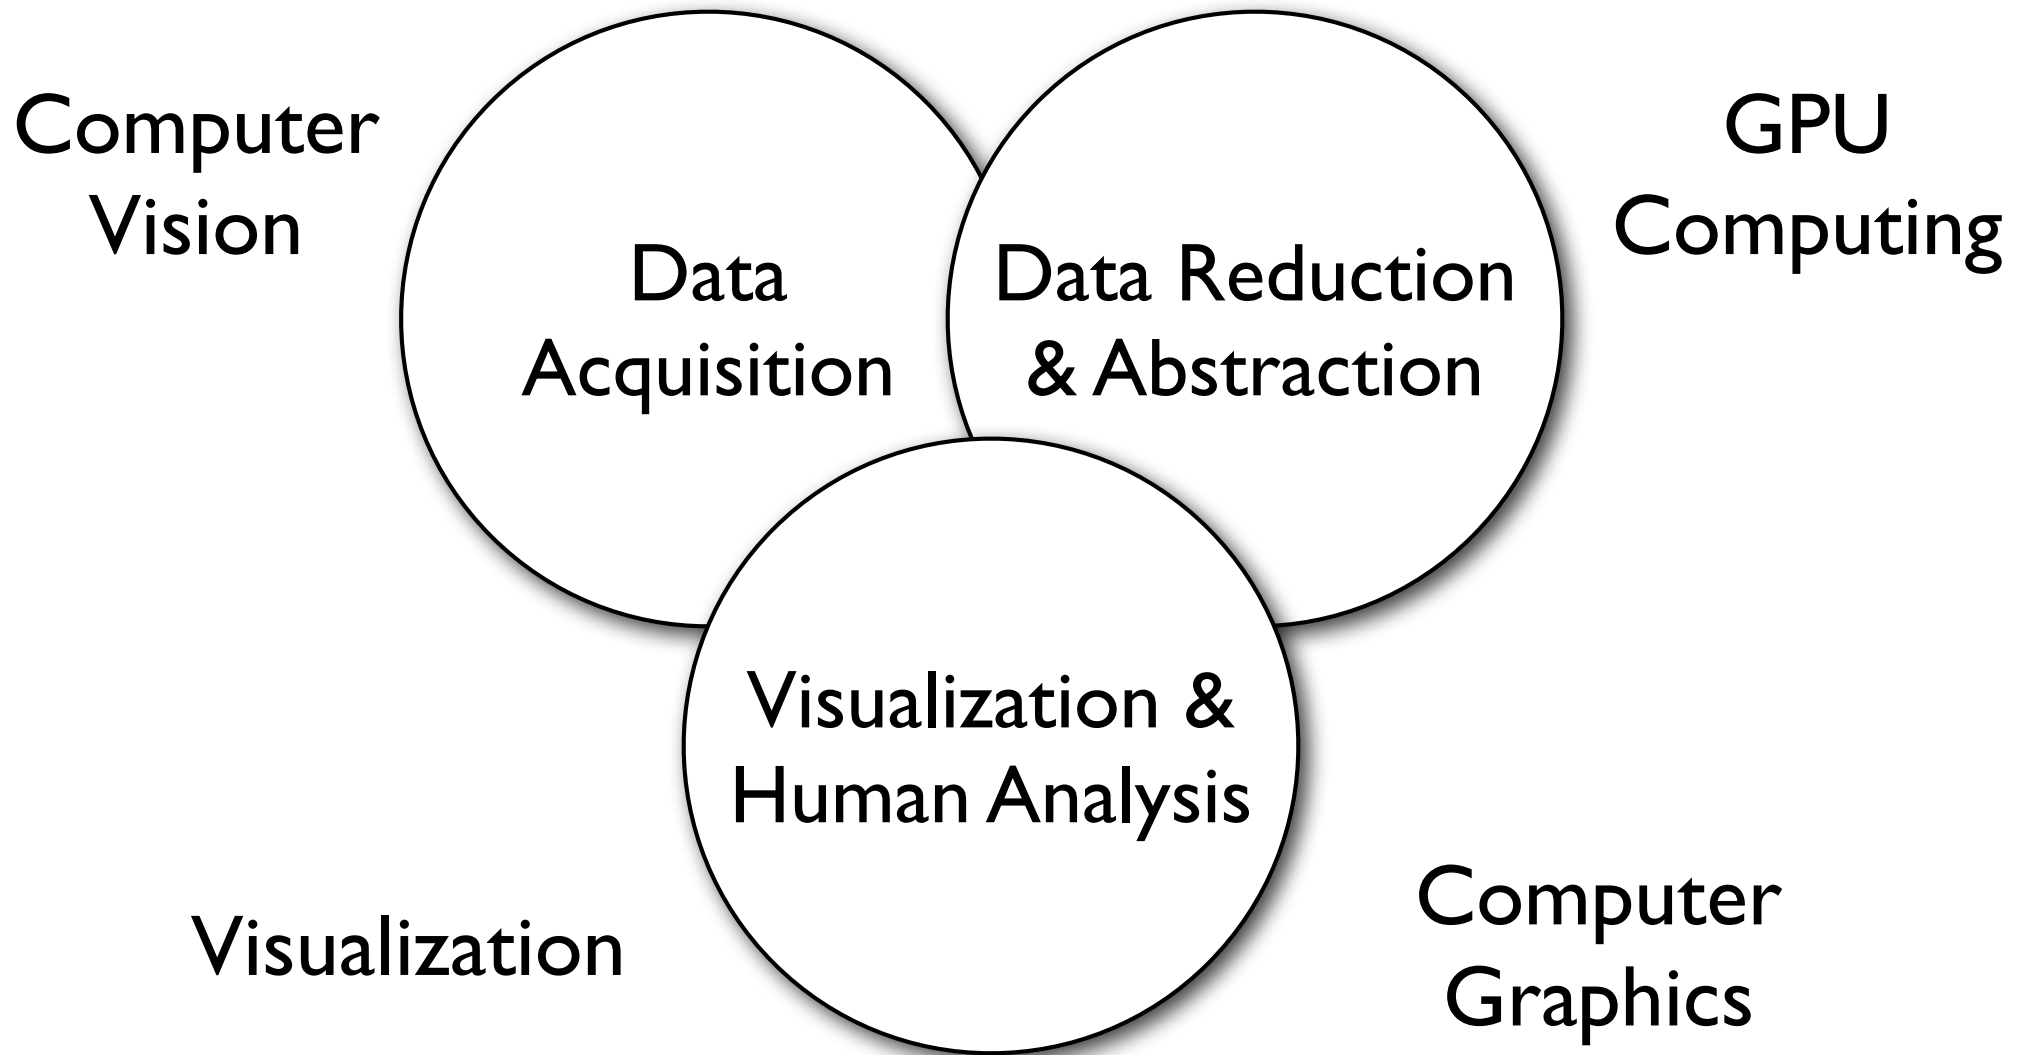 Computer
Vision
Data
Acquisition
Data Reduction
& Abstraction
GPU
Computing
Visualization &
Human Analysis
Visualization
Computer
Graphics